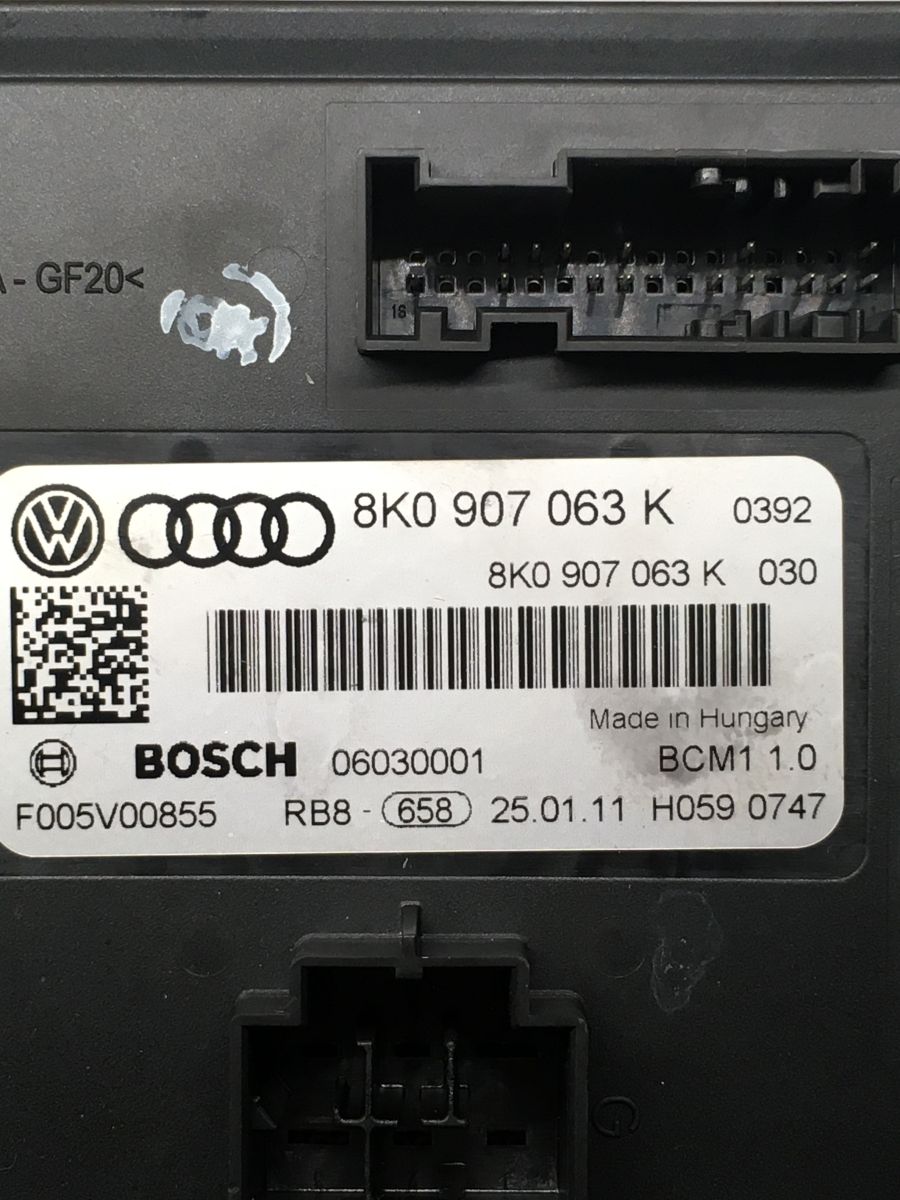 A - GF20<
18
8K0 907 063 K 0392
8K0 907 063 K 030
Made in Hungary
BOSCH 06030001 BCM1 1.0
F005V00855 RB8 - 658 25.01.11 H059 0747
G